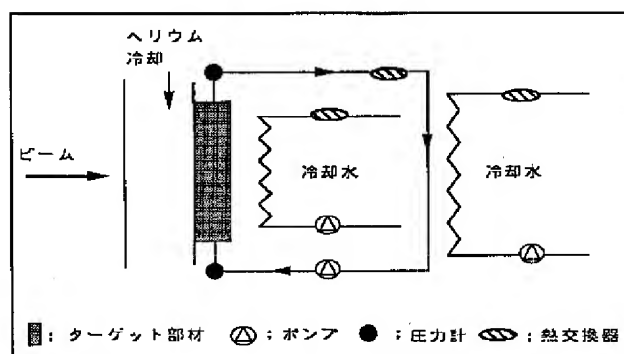 ヘリウム
冷却
ビーム
冷却水
冷却水
; ターゲット部材 ; ポンプ ; 圧力計 ; 熱交換器